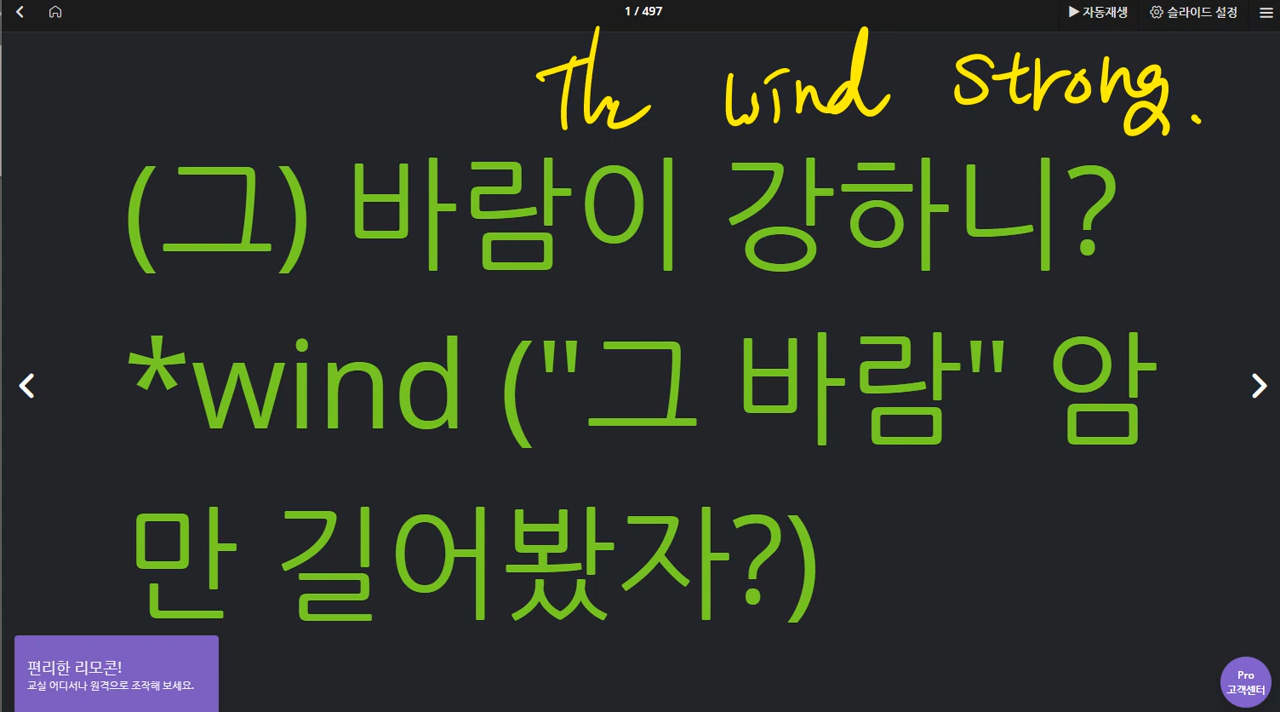 1 / 497
자동재생
슬라이드 설정
The wind strong.
(그) 바람이 강하니?
*wind ("그 바람" 암
만 길어봤자?)
편리한 리모콘!
교실 어디서나 원격으로 조작해 보세요.
Pro
고객센터